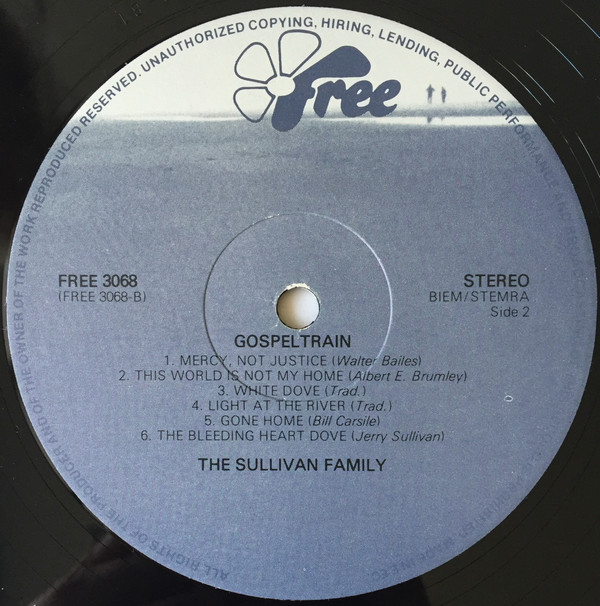 ALL RIGHTS OF THE PRODUCER AND OF THE OWNER OF THE WORK REPRODUCED RESERVED. UNAUTHORIZED COPYING, HIRING, LENDING, PUBLIC PERFORMANCE
Free
FREE 3068
(FREE 3068-B)
STEREO
BIEM/STEMRA
Side 2
GOSPELTRAIN
1. MERCY, NOT JUSTICE (Walter Bailes)
2. THIS WORLD IS NOT MY HOME (Albert E. Brumley)
3. WHITE DOVE (Trad.)
4. LIGHT AT THE RIVER (Trad.)
5. GONE HOME (Bill Carsile)
6. THE BLEEDING HEART DOVE (Jerry Sullivan)
THE SULLIVAN FAMILY